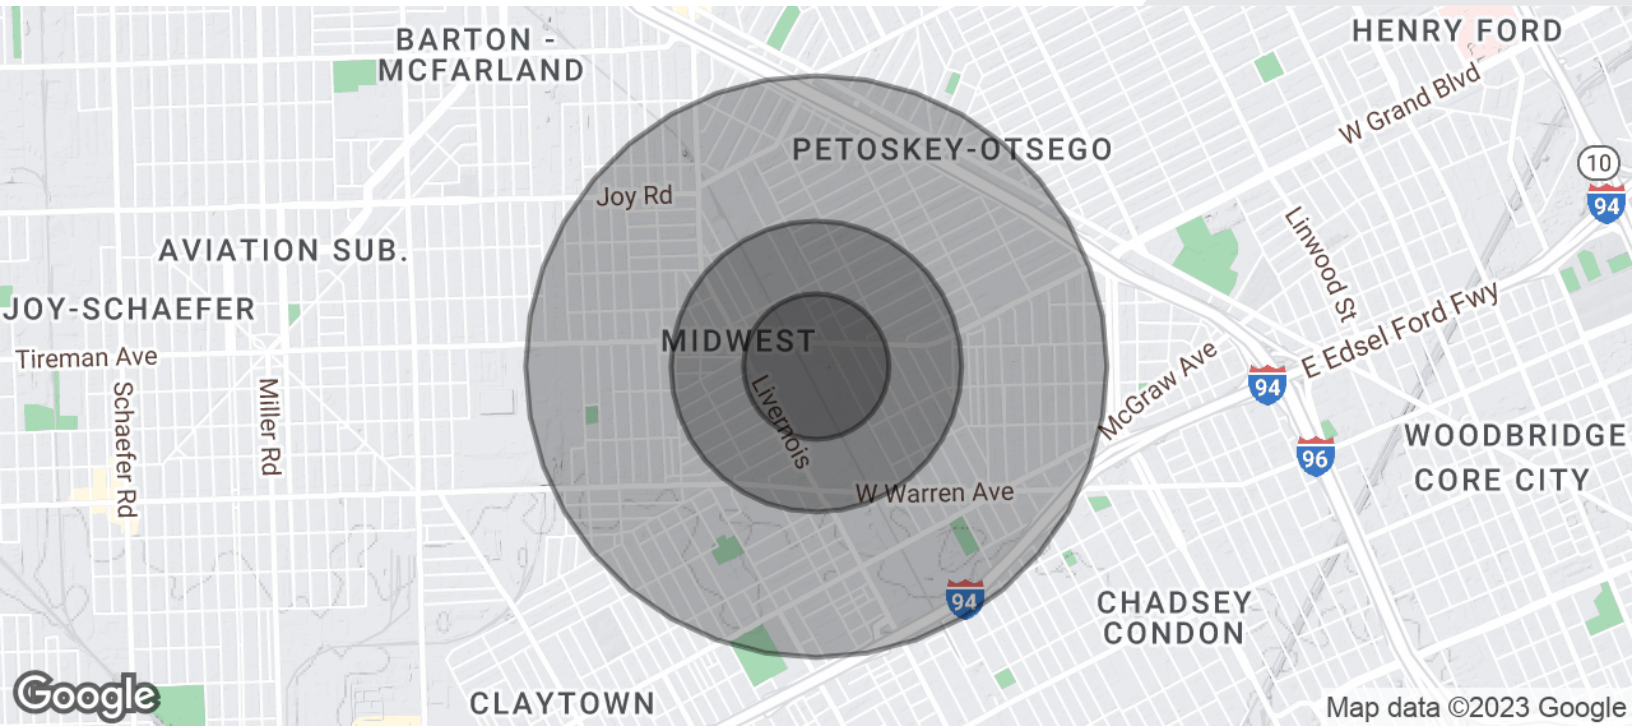 BARTON -
MCFARLAND
HENRY FORD
W Grand Blvd
PETOSKEY-OTSEGO
10
94
Joy Rd
Linwood St
AVIATION SUB.
JOY-SCHAEFER
E Edsel Ford Fwy
MIDWEST
Tireman Ave
McGraw Ave
94
Schaefer Rd
Miller Rd
Livernois
WOODBRIDGE
96
CORE CITY
W Warren Ave
94
CHADSEY
CONDON
Google
CLAYTOWN
Map data ©2023 Google